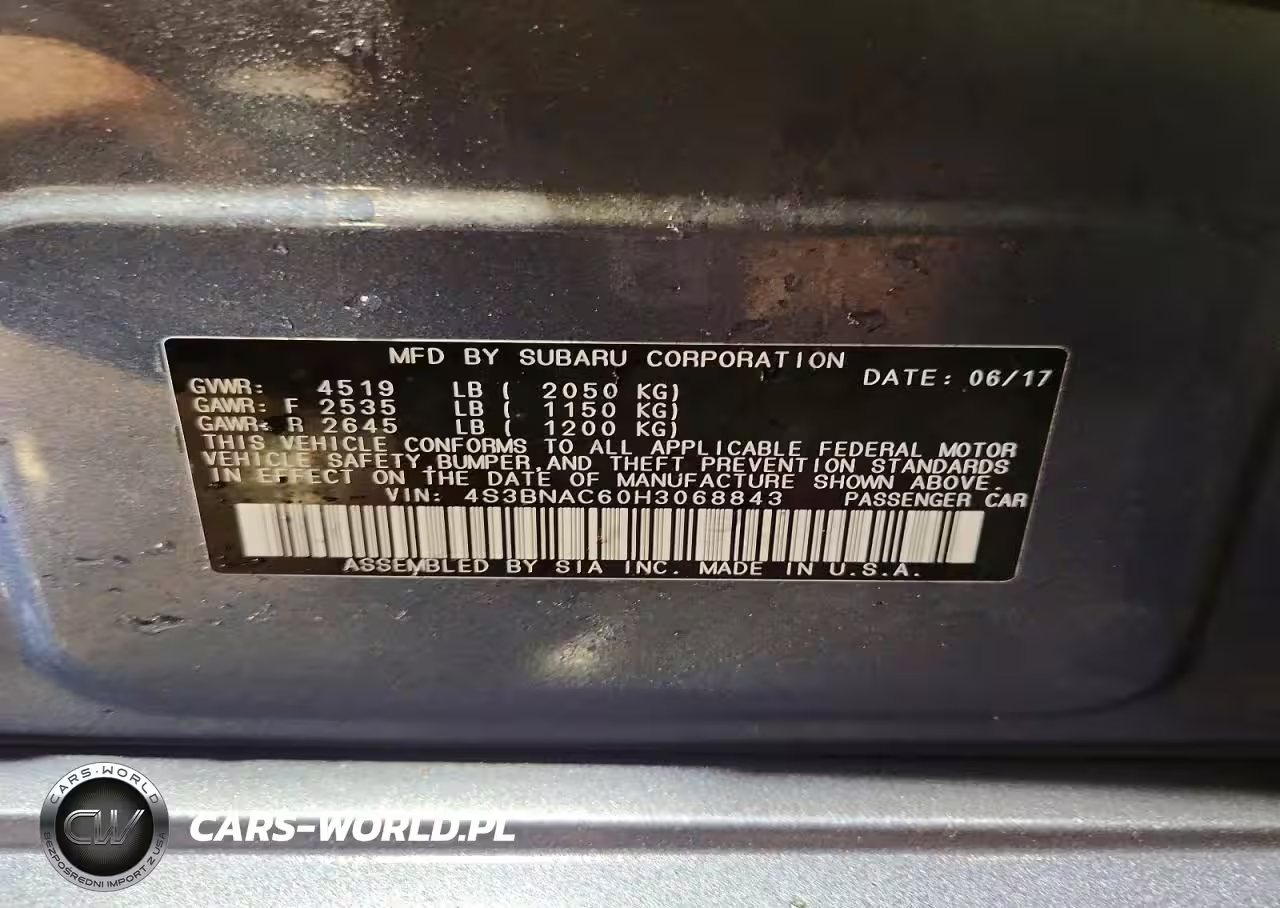 MFD BY SUBARU CORPORATION
DATE: 06/17
GVWR: 4519 LB ( 2050 KG)
GAWR: F 2535 LB ( 1150 KG)
GAWR: R 2645 LB ( 1200 KG)
THIS VEHICLE CONFORMS TO ALL APPLICABLE FEDERAL MOTOR
VEHICLE SAFETY,BUMPER,AND THEFT PREVENTION STANDARDS
IN EFFECT ON THE DATE OF MANUFACTURE SHOWN ABOVE.
VIN: 4S3BNAC60H3068843 PASSENGER CAR
ASSEMBLED BY SIA INC. MADE IN U.S.A.
CARS-WORLD
CW
BEZPOŚREDNI IMPORT Z USA
CARS-WORLD.PL